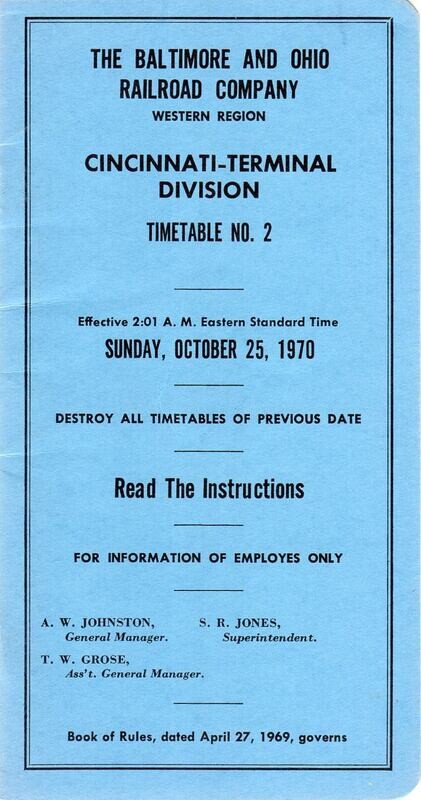 THE BALTIMORE AND OHIO
RAILROAD COMPANY
WESTERN REGION
CINCINNATI-TERMINAL
DIVISION
TIMETABLE NO. 2
Effective 2:01 A. M. Eastern Standard Time
SUNDAY, OCTOBER 25, 1970
DESTROY ALL TIMETABLES OF PREVIOUS DATE
Read The Instructions
FOR INFORMATION OF EMPLOYES ONLY
A. W. JOHNSTON,
General Manager.
S. R. JONES,
Superintendent.
T. W. GROSE,
Ass't. General Manager.
Book of Rules, dated April 27, 1969, governs